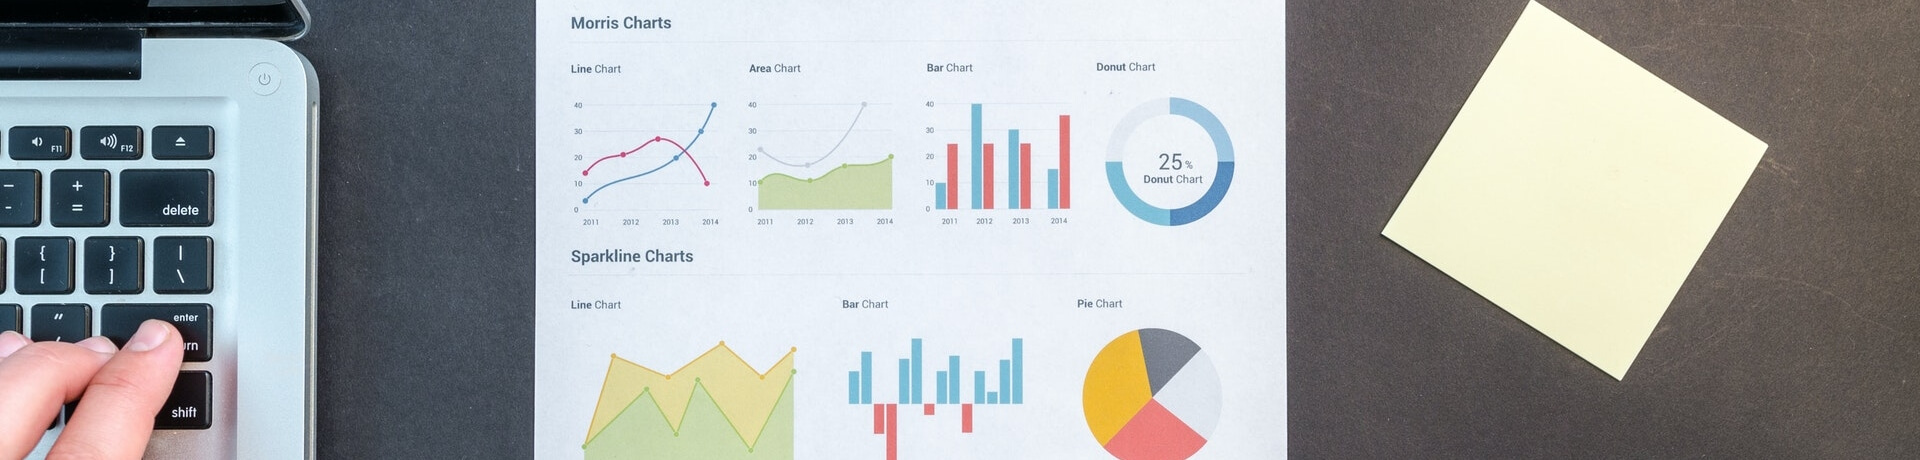 Morris Charts
Line Chart
Area Chart
Bar Chart
Donut Chart
40
30
20
10
0
2011
2012
2013
2014
40
30
20
10
0
2011
2012
2013
2014
40
30
20
10
0
2011
2012
2013
2014
25%
Donut Chart
Sparkline Charts
Line Chart
Bar Chart
Pie Chart
F11
F12
- +
- =
delete
{ } |
[ ] \
" enter
shift